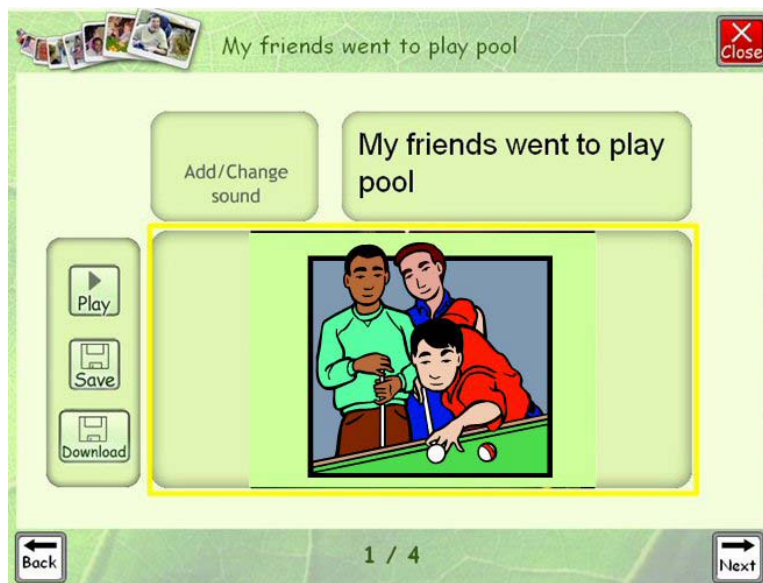 My friends went to play pool
Close
Add/Change
sound
My friends went to play
pool
Play
Save
Download
Back
1 / 4
Next